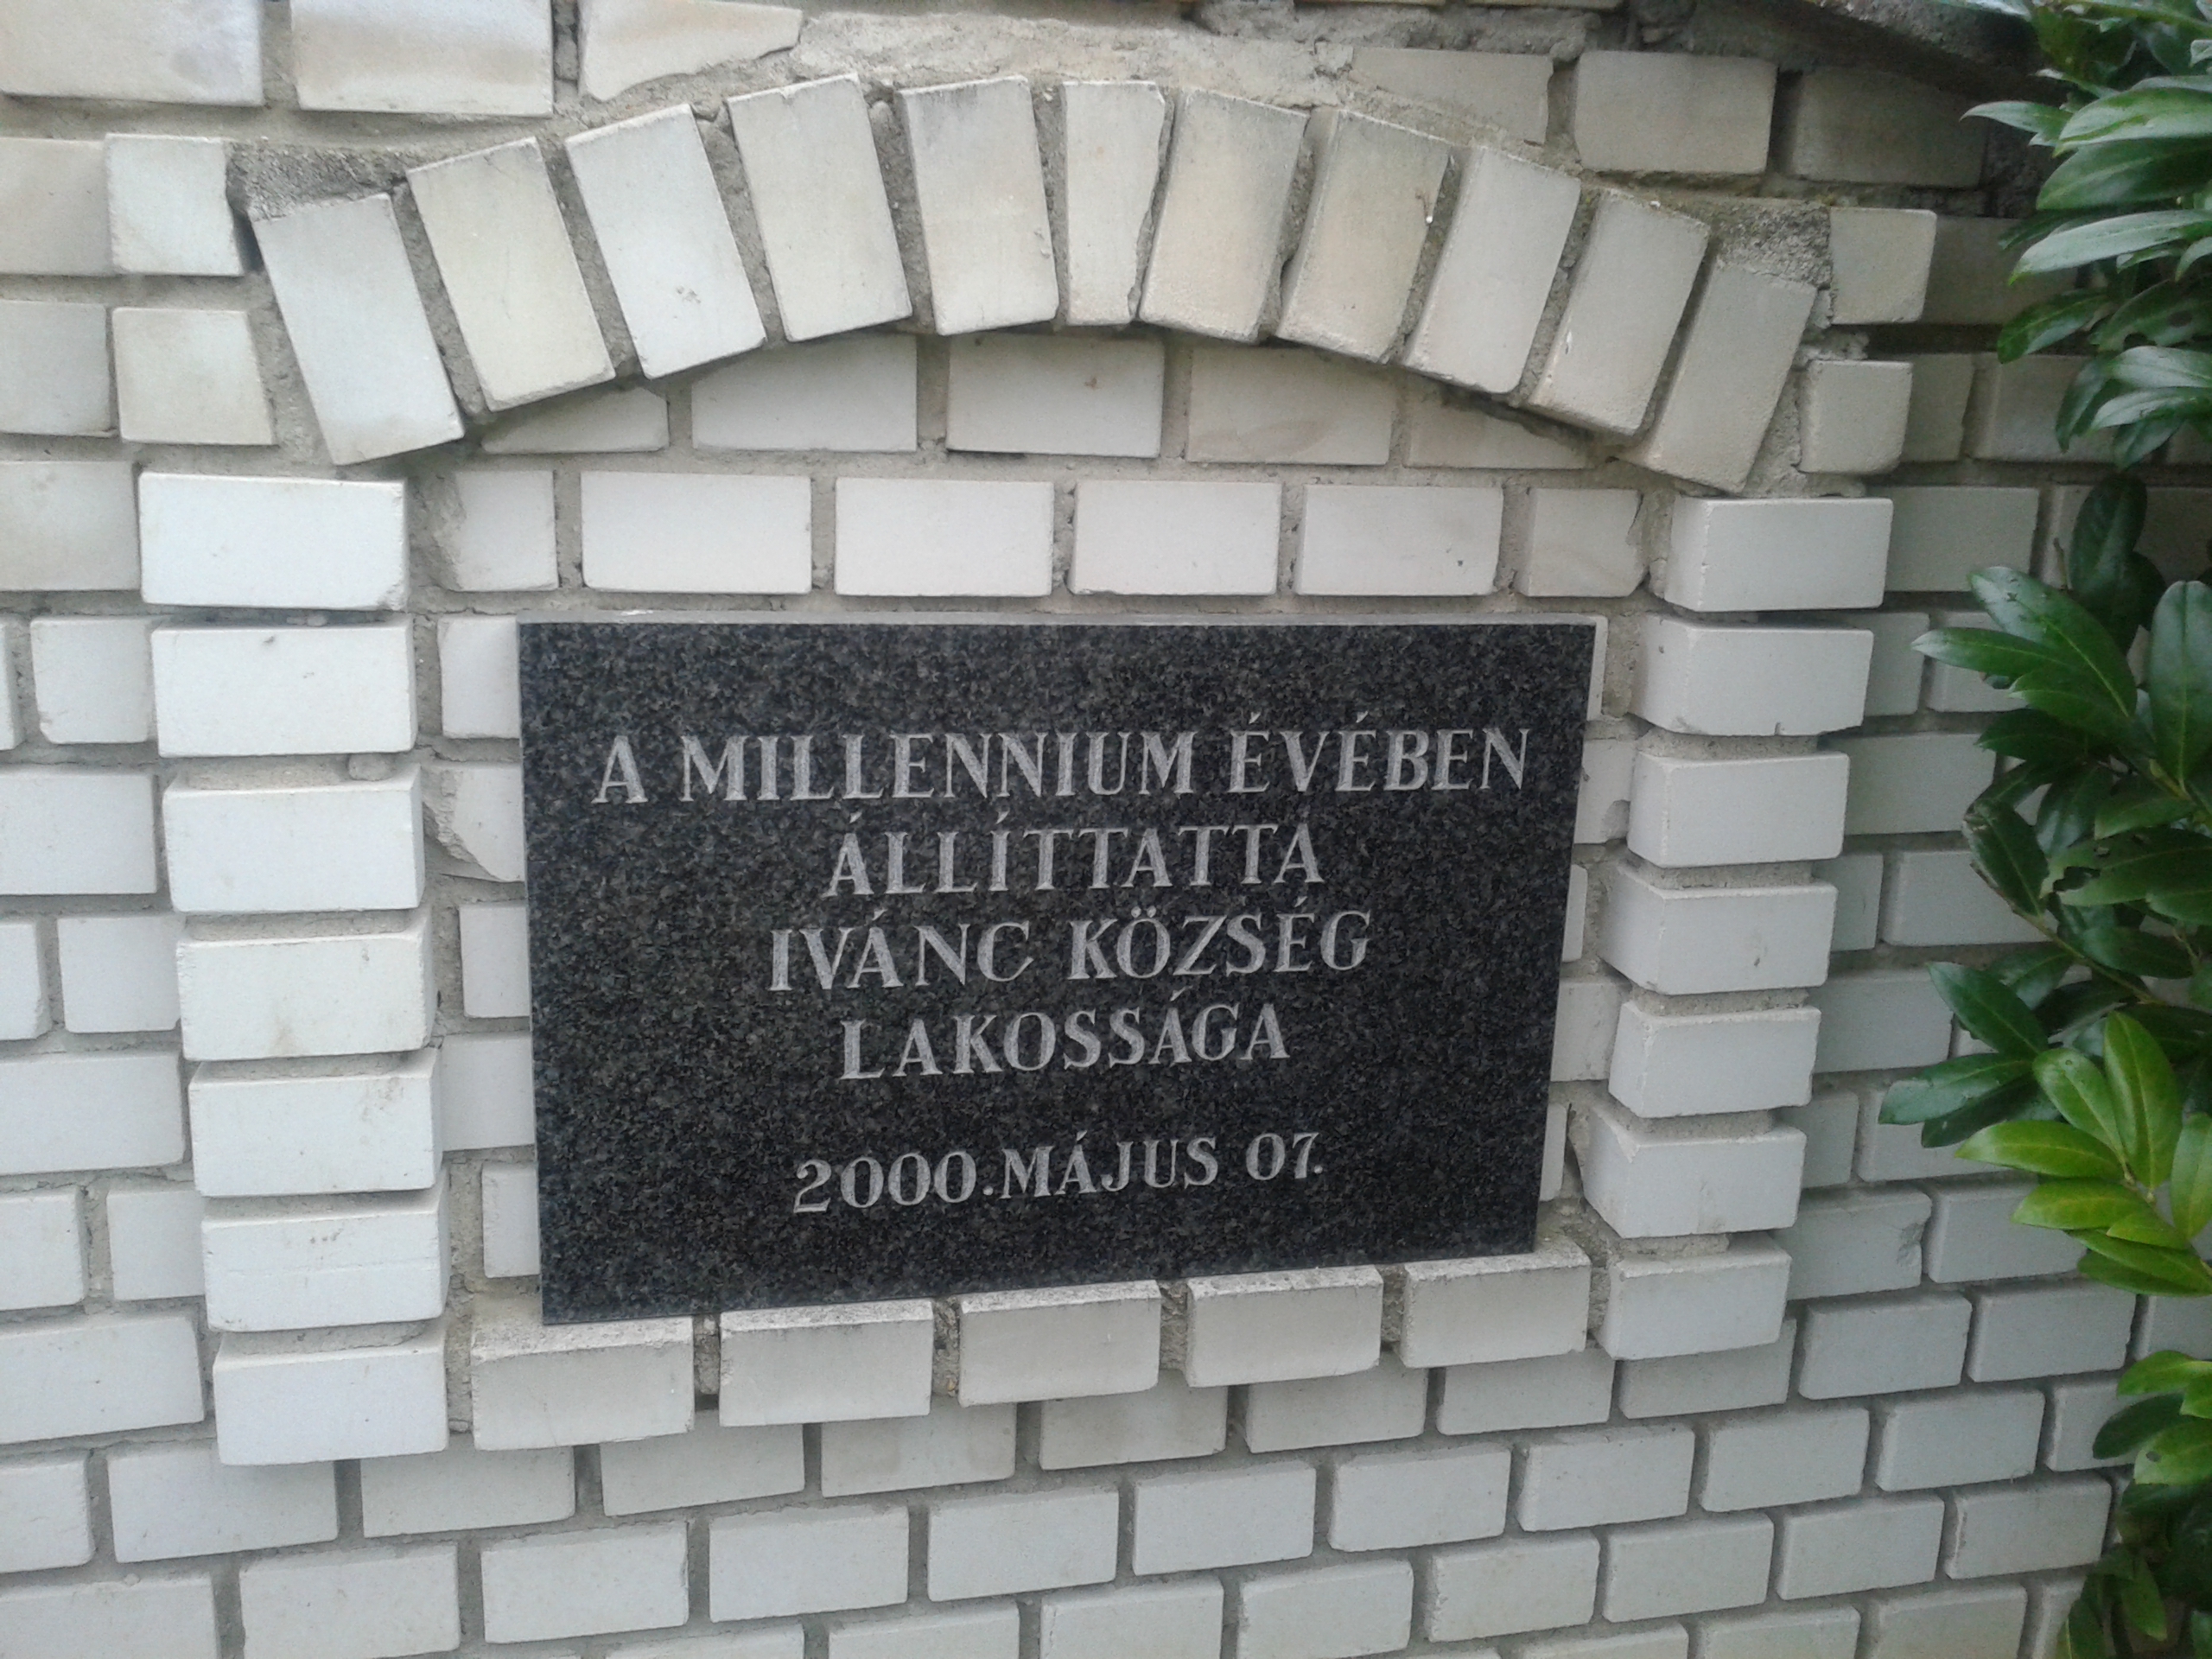 A MILLENNIUM ÉVÉBEN
ÁLLÍTTATTA
IVÁNC KÖZSÉG
LAKOSSÁGA
2000. MÁJUS 07.